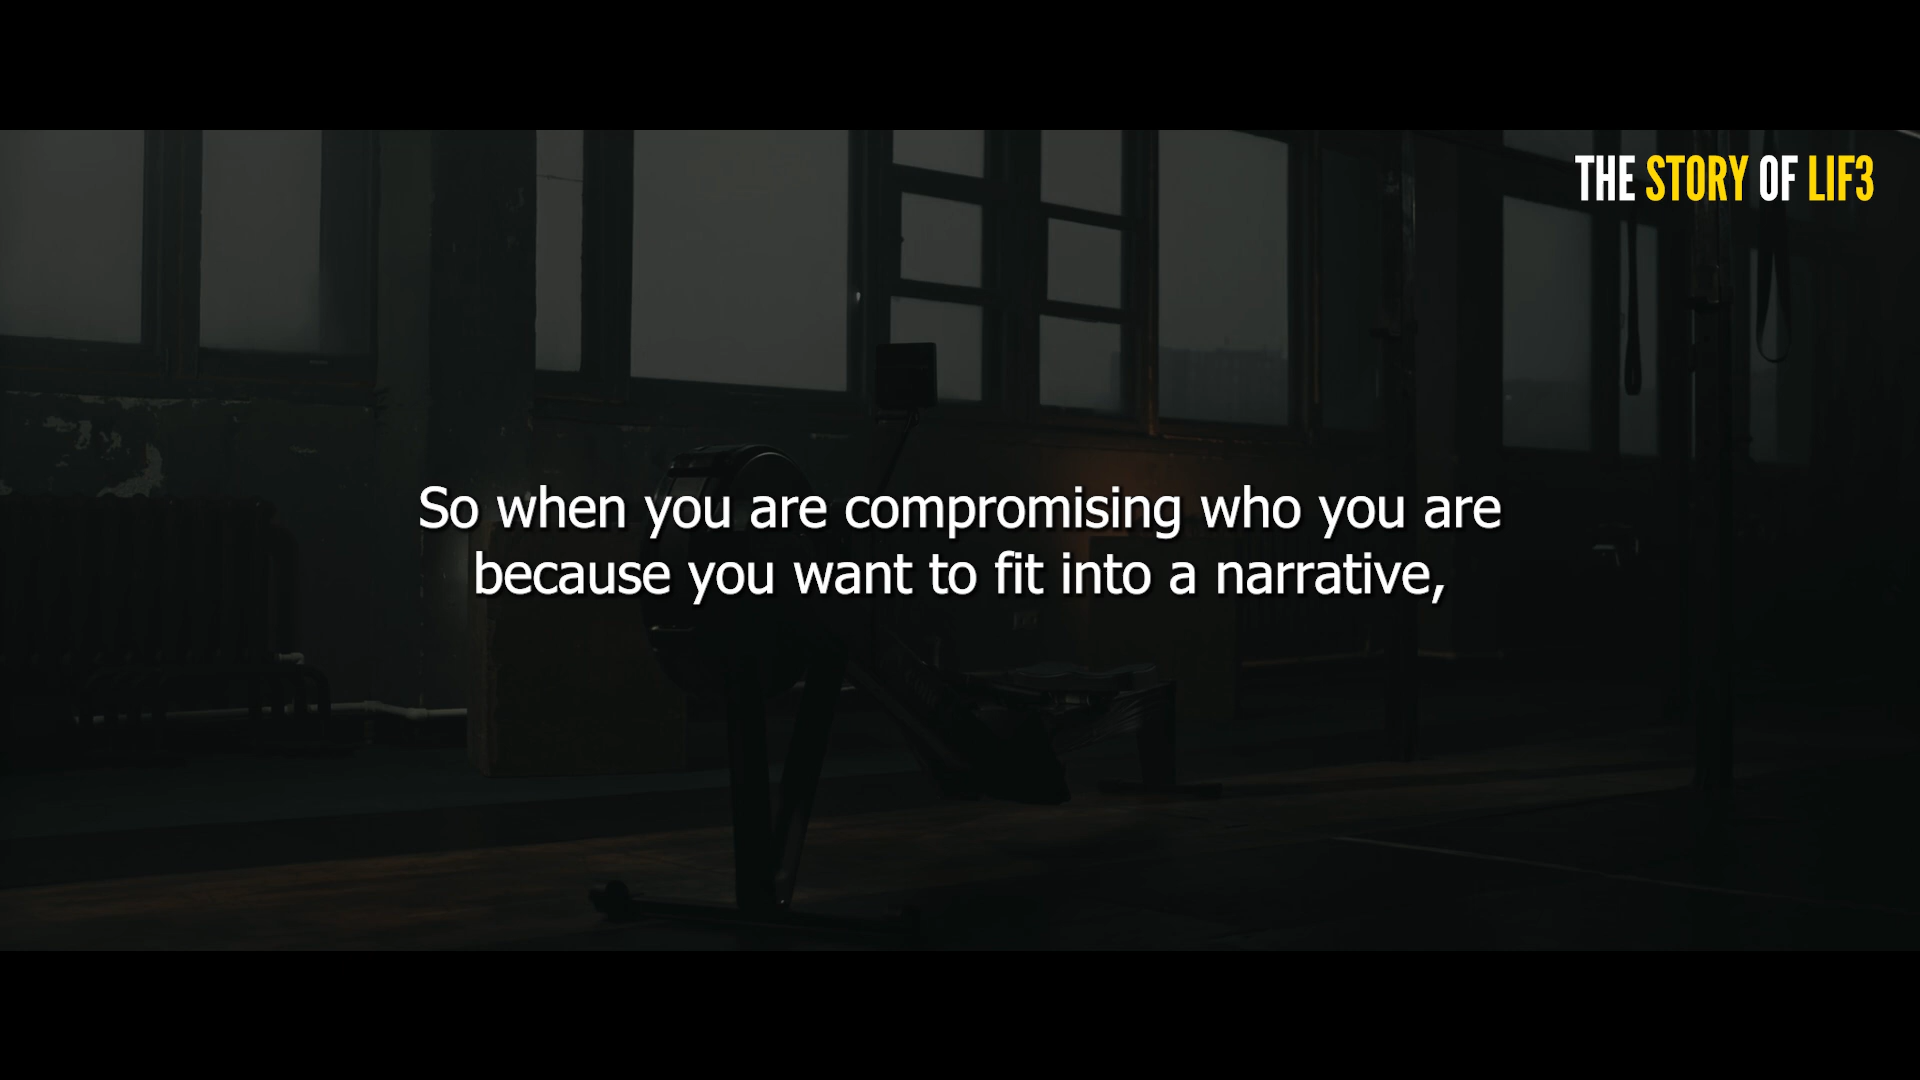 THE STORY OF LIF3
So when you are compromising who you are
because you want to fit into a narrative,